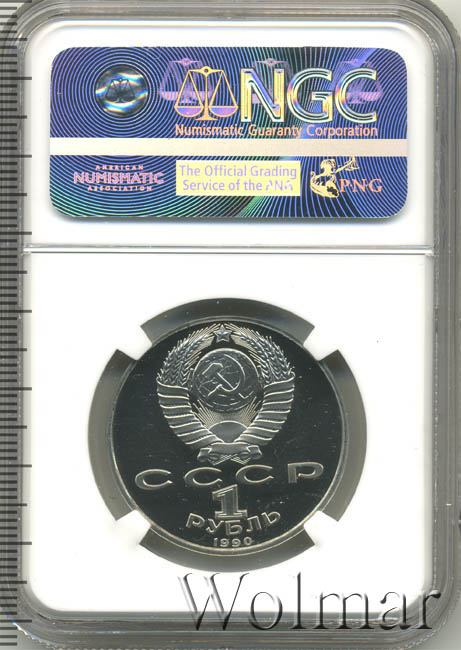 NGC
Numismatic Guaranty Corporation
AMERICAN
NUMISMATIC
ASSOCIATION
The Official Grading
Service of the PNG
PNG
СССР
1
РУБЛЬ
1990
Wolmar